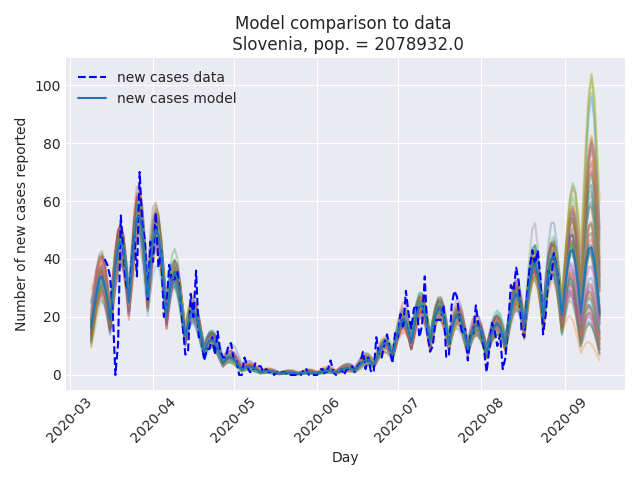 Model comparison to data
Slovenia, pop. = 2078932.0
new cases data
new cases model
Number of new cases reported
100
80
60
40
20
0
2020-03
2020-04
2020-05
2020-06
2020-07
2020-08
2020-09
Day